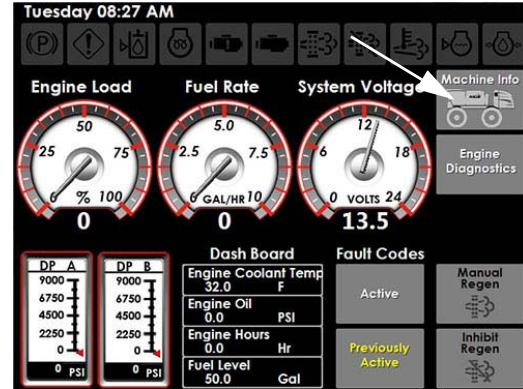 Tuesday 08:27 AM
(P)
Machine Info
Engine Load
Fuel Rate
System Voltage
25
50
75
0
%
100
0
2.5
5.0
7.5
0
GAL/HR
10
0
6
12
18
0
VOLTS
24
13.5
Engine
Diagnostics
DP A
9000
6750
4500
2250
0
0 PSI
DP B
9000
6750
4500
2250
0
0 PSI
Dash Board
Engine Coolant Temp
32.0 F
Engine Oil
0.0 PSI
Engine Hours
0.0 Hr
Fuel Level
50.0 Gal
Fault Codes
Active
Previously
Active
Manual
Regen
Inhibit
Regen